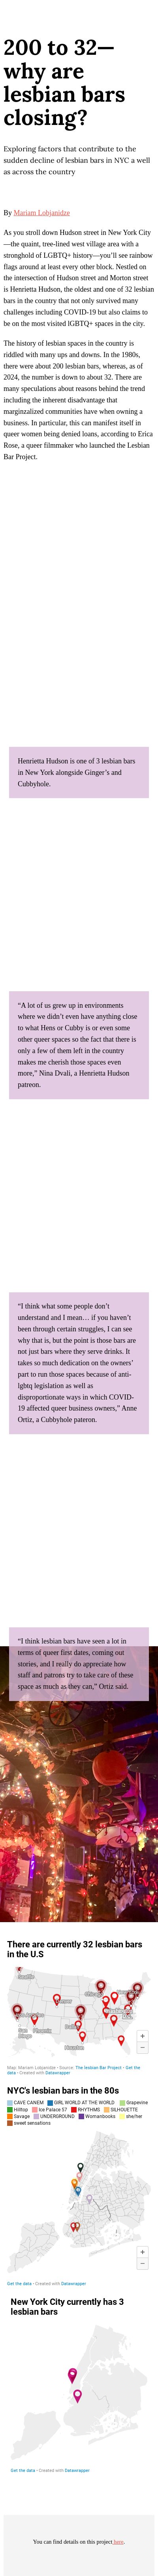 200 to 32—
why are
lesbian bars
closing?
Exploring factors that contribute to the
sudden decline of lesbian bars in NYC a well
as across the country
By Mariam Lobjanidze
As you stroll down Hudson street in New York City
—the quaint, tree-lined west village area with a
stronghold of LGBTQ+ history—you’ll see rainbow
flags around at least every other block. Nestled on
the intersection of Hudson street and Morton street
is Henrietta Hudson, the oldest and one of 32 lesbian
bars in the country that not only survived many
challenges including COVID-19 but also claims to
be on the most visited LGBTQ+ spaces in the city.
The history of lesbian spaces in the country is
riddled with many ups and downs. In the 1980s,
there were about 200 lesbian bars, whereas, as of
2024, the number is down to about 32. There are
many speculations about reasons behind the trend
including the inherent disadvantage that
marginalized communities have when owning a
business. In particular, this can manifest itself in
queer women being denied loans, according to Erica
Rose, a queer filmmaker who launched the Lesbian
Bar Project.
Henrietta Hudson is one of 3 lesbian bars
in New York alongside Ginger’s and
Cubbyhole.
“A lot of us grew up in environments
where we didn’t even have anything close
to what Hens or Cubby is or even some
other queer spaces so the fact that there is
only a few of them left in the country
makes me cherish those spaces even
more,” Nina Dvali, a Henrietta Hudson
patreon.
“I think what some people don’t
understand and I mean… if you haven’t
been through certain struggles, I can see
why that is, but the point is those bars are
not just bars where they serve drinks. It
takes so much dedication on the owners’
part to run those spaces because of anti-
lgbtq legislation as well as
disproportionate ways in which COVID-
19 affected queer business owners,” Anne
Ortiz, a Cubbyhole pateron.
“I think lesbian bars have seen a lot in
terms of queer first dates, coming out
stories, and I really do appreciate how
staff and patrons try to take care of these
space as much as they can,” Ortiz said.
There are currently 32 lesbian bars
in the U.S
Seattle
Denver
Chicago
San
Diego
Phoenix
Dallas
Houston
+
−
Map: Mariam Lobjanidze • Source: The lesbian Bar Project • Get the
data • Created with Datawrapper
NYC's lesbian bars in the 80s
CAVE CANEM GIRL WORLD AT THE WORLD Grapevine
Hilltop Ice Palace 57 RHYTHMS SILHOUETTE
Savage UNDERGROUND Womanbooks she/her
sweet sensations
+
−
Get the data • Created with Datawrapper
New York City currently has 3
lesbian bars
+
−
Get the data • Created with Datawrapper
You can find details on this project here.